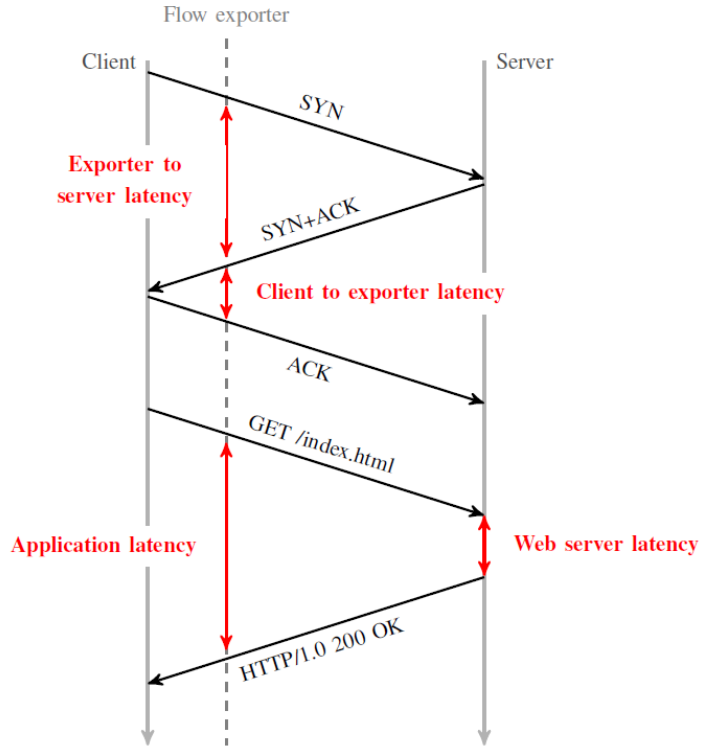 Flow exporter
Client
Server
SYN
Exporter to
server latency
SYN+ACK
Client to exporter latency
ACK
GET /index.html
Application latency
Web server latency
HTTP/1.0 200 OK